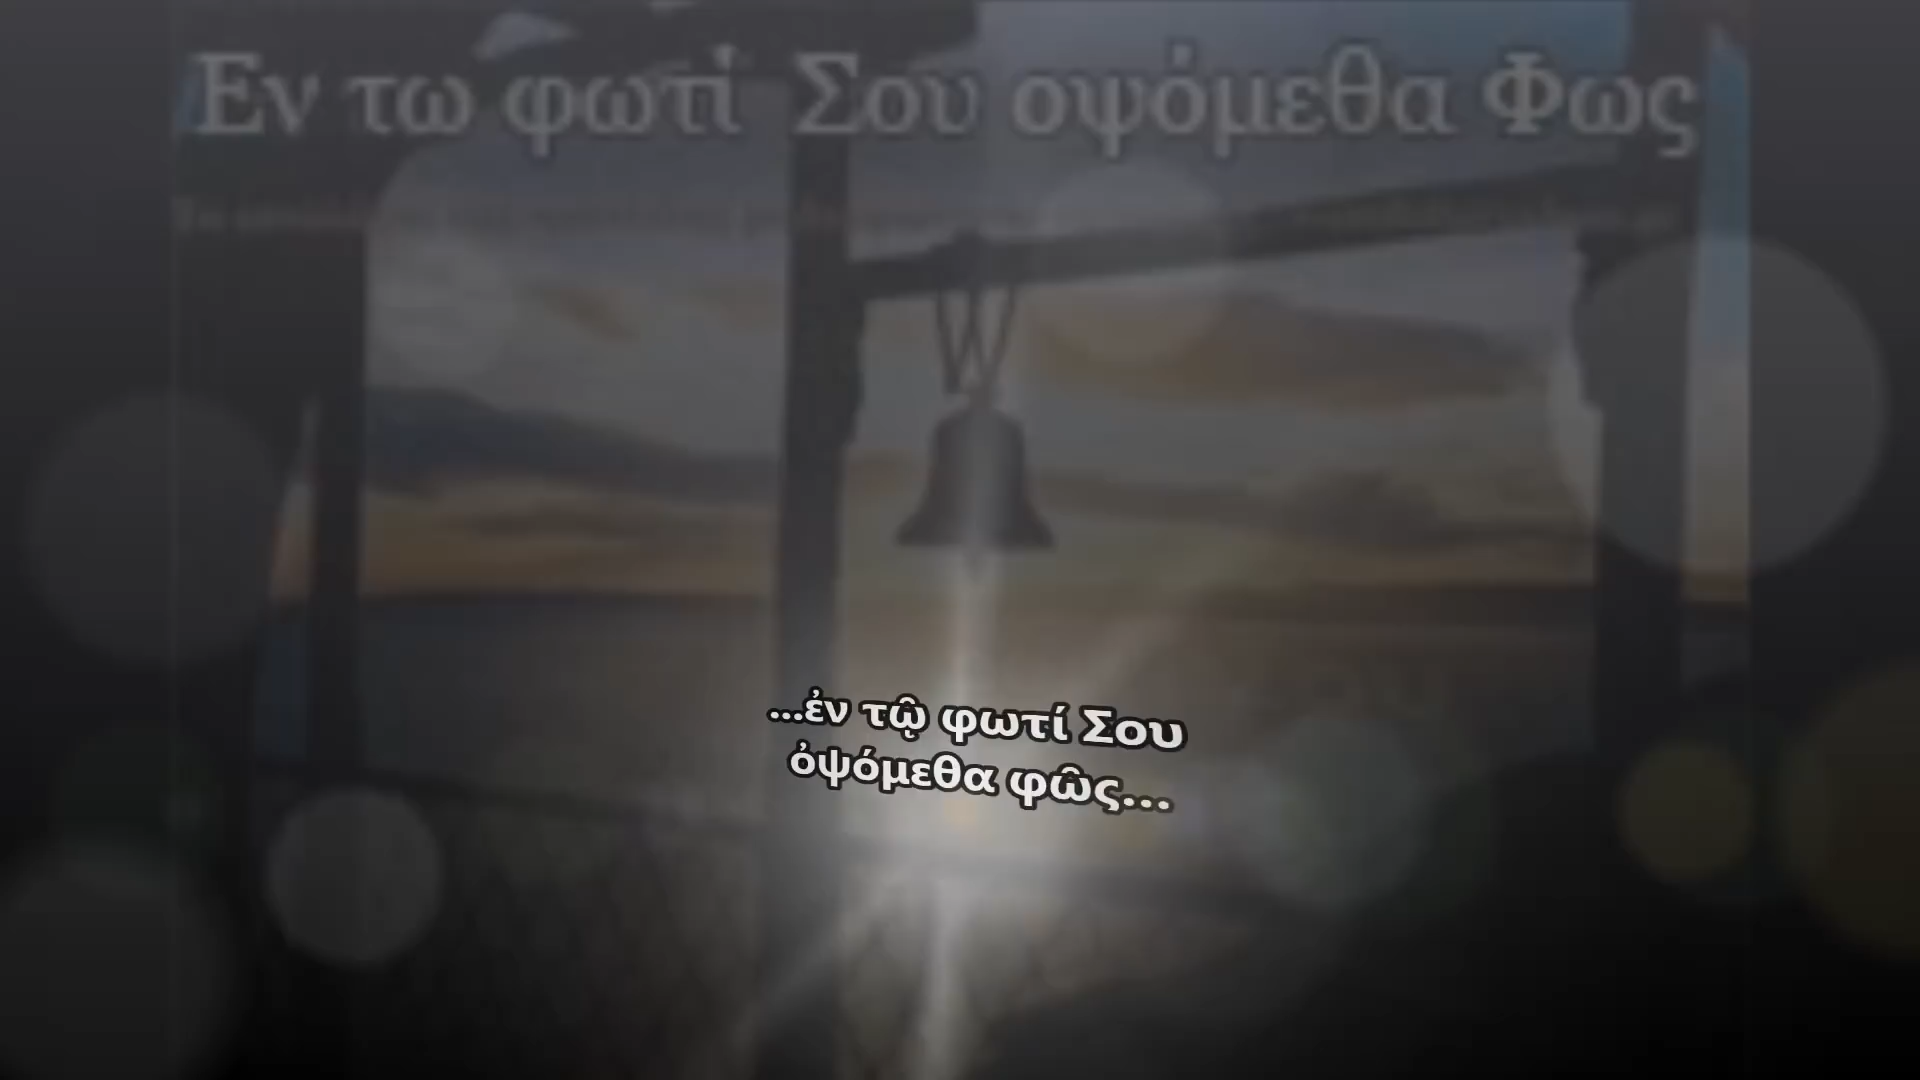 Εν τω φωτί Σου οψόμεθα Φως
...ἐν τῷ φωτί Σου
ὀψόμεθα φῶς...